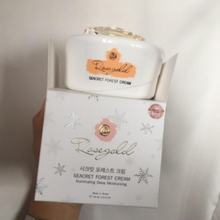 Rosegold
SEACRET FOREST CREAM
Rosegold
시크릿 포레스트 크림
SEACRET FOREST CREAM
Illuminating Deep Moisturizing